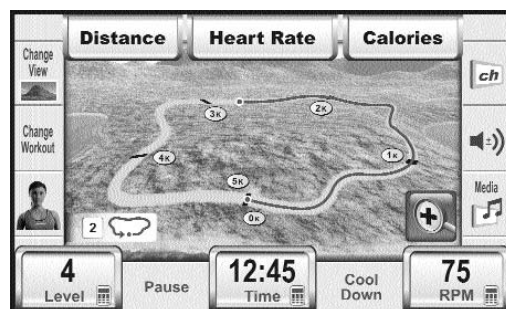 Distance
Heart Rate
Calories
Change
View
Change
Workout
ch
Media
3K
2K
1K
4K
5K
0K
2
4
Level
Pause
12:45
Time
Cool
Down
75
RPM